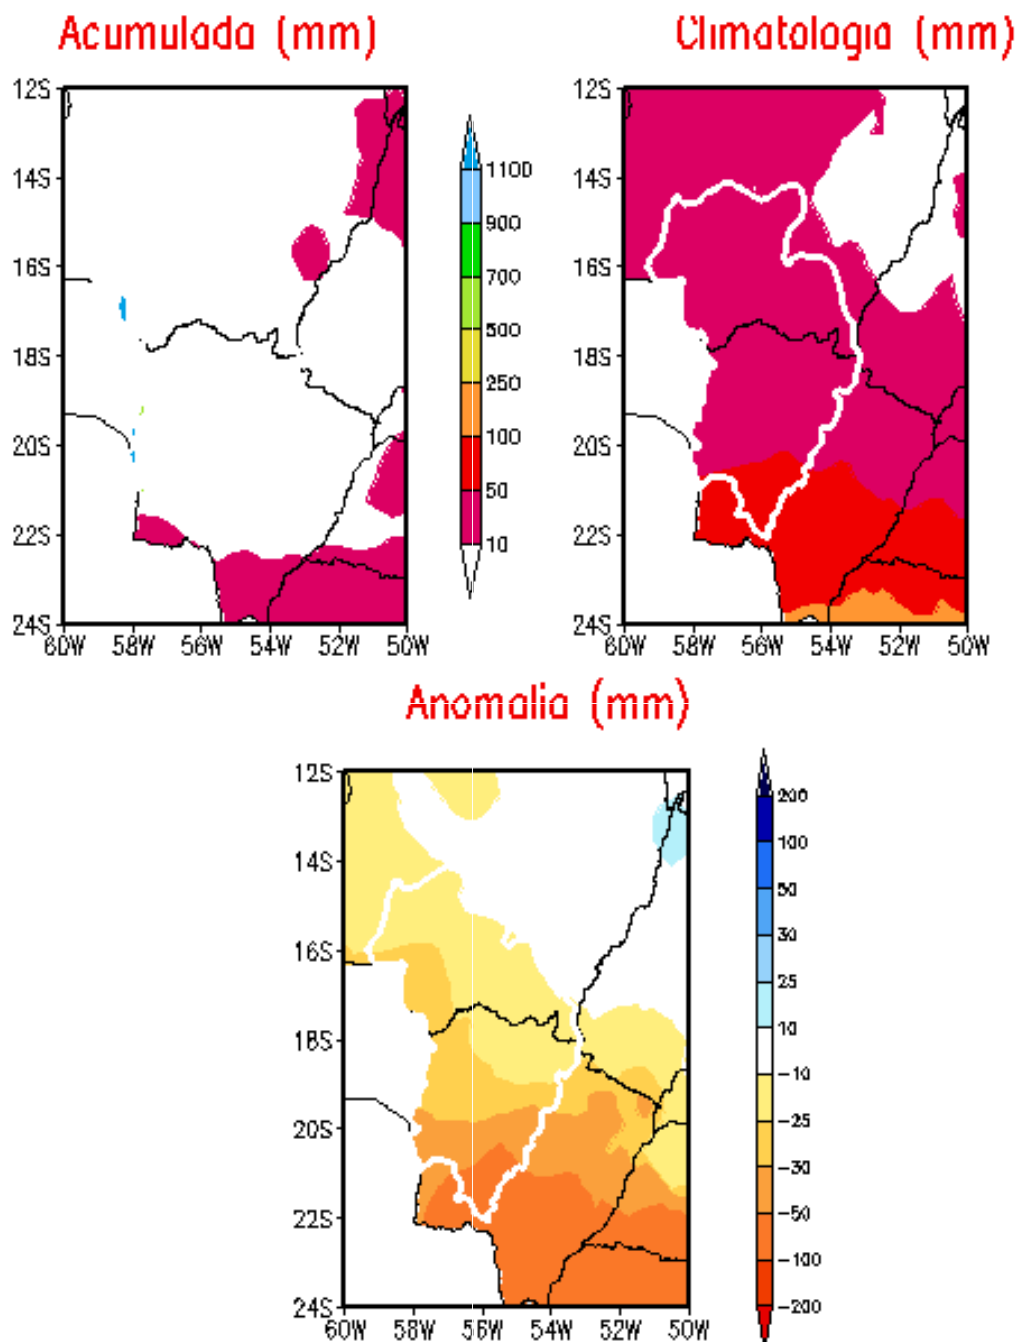 Acumulada (mm)
Climatologia (mm)
12S
14S
16S
18S
20S
22S
24S
60W 58W 56W 54W 52W 50W
1100
900
700
500
250
100
50
10
12S
14S
16S
18S
20S
22S
24S
60W 58W 56W 54W 52W 50W
Anomalia (mm)
12S
14S
16S
18S
20S
22S
24S
60W 58W 56W 54W 52W 50W
200
100
50
30
25
10
-10
-25
-30
-50
-100
-200